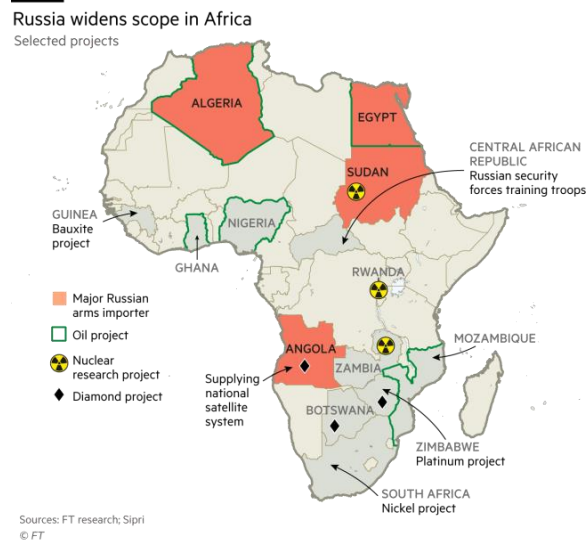 Russia widens scope in Africa
Selected projects
ALGERIA
EGYPT
CENTRAL AFRICAN
REPUBLIC
Russian security
forces training troops
SUDAN
GUINEA
Bauxite
project
NIGERIA
GHANA
RWANDA
Major Russian
arms importer
Oil project
Nuclear
research project
Diamond project
MOZAMBIQUE
ANGOLA
ZAMBIA
Supplying
national
satellite
system
BOTSWANA
ZIMBABWE
Platinum project
SOUTH AFRICA
Nickel project
Sources: FT research; Sipri
© FT